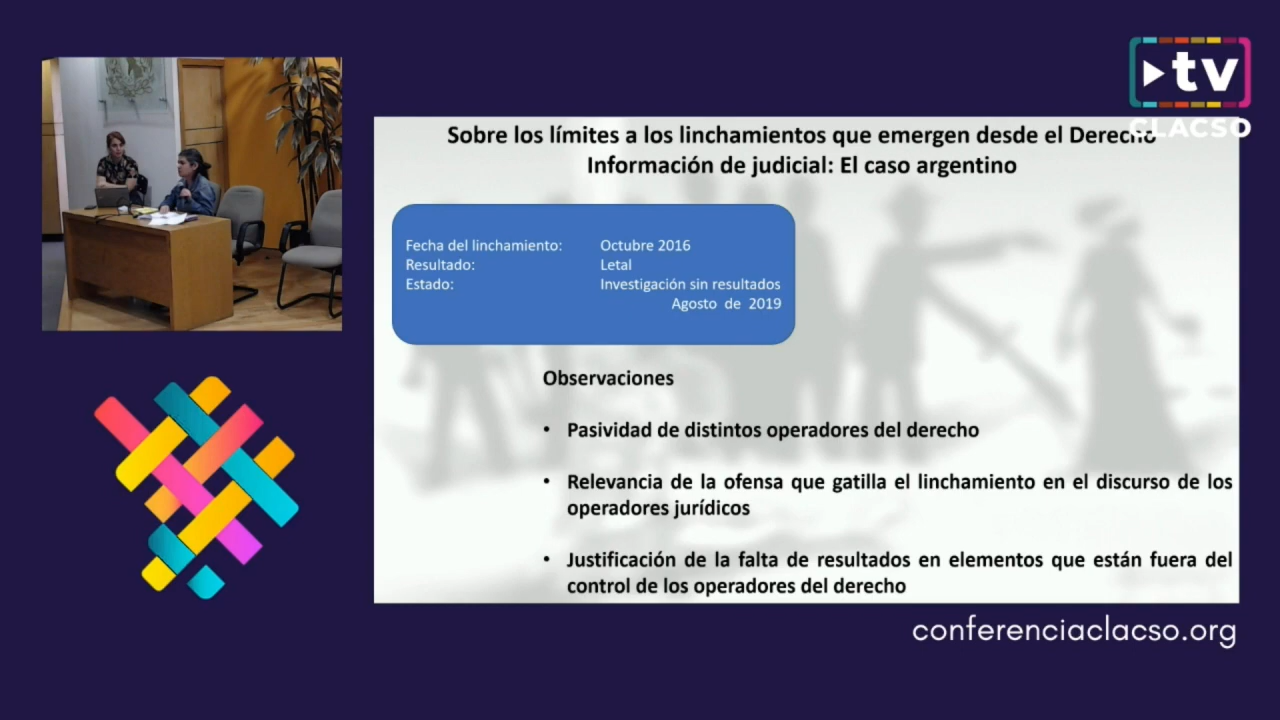 tv
CLACSO
Sobre los límites a los linchamientos que emergen desde el Derecho
Información de judicial: El caso argentino
Fecha del linchamiento: Octubre 2016
Resultado: Letal
Estado: Investigación sin resultados
Agosto de 2019
Observaciones
• Pasividad de distintos operadores del derecho
• Relevancia de la ofensa que gatilla el linchamiento en el discurso de los
operadores jurídicos
• Justificación de la falta de resultados en elementos que están fuera del
control de los operadores del derecho
conferenciaclacso.org